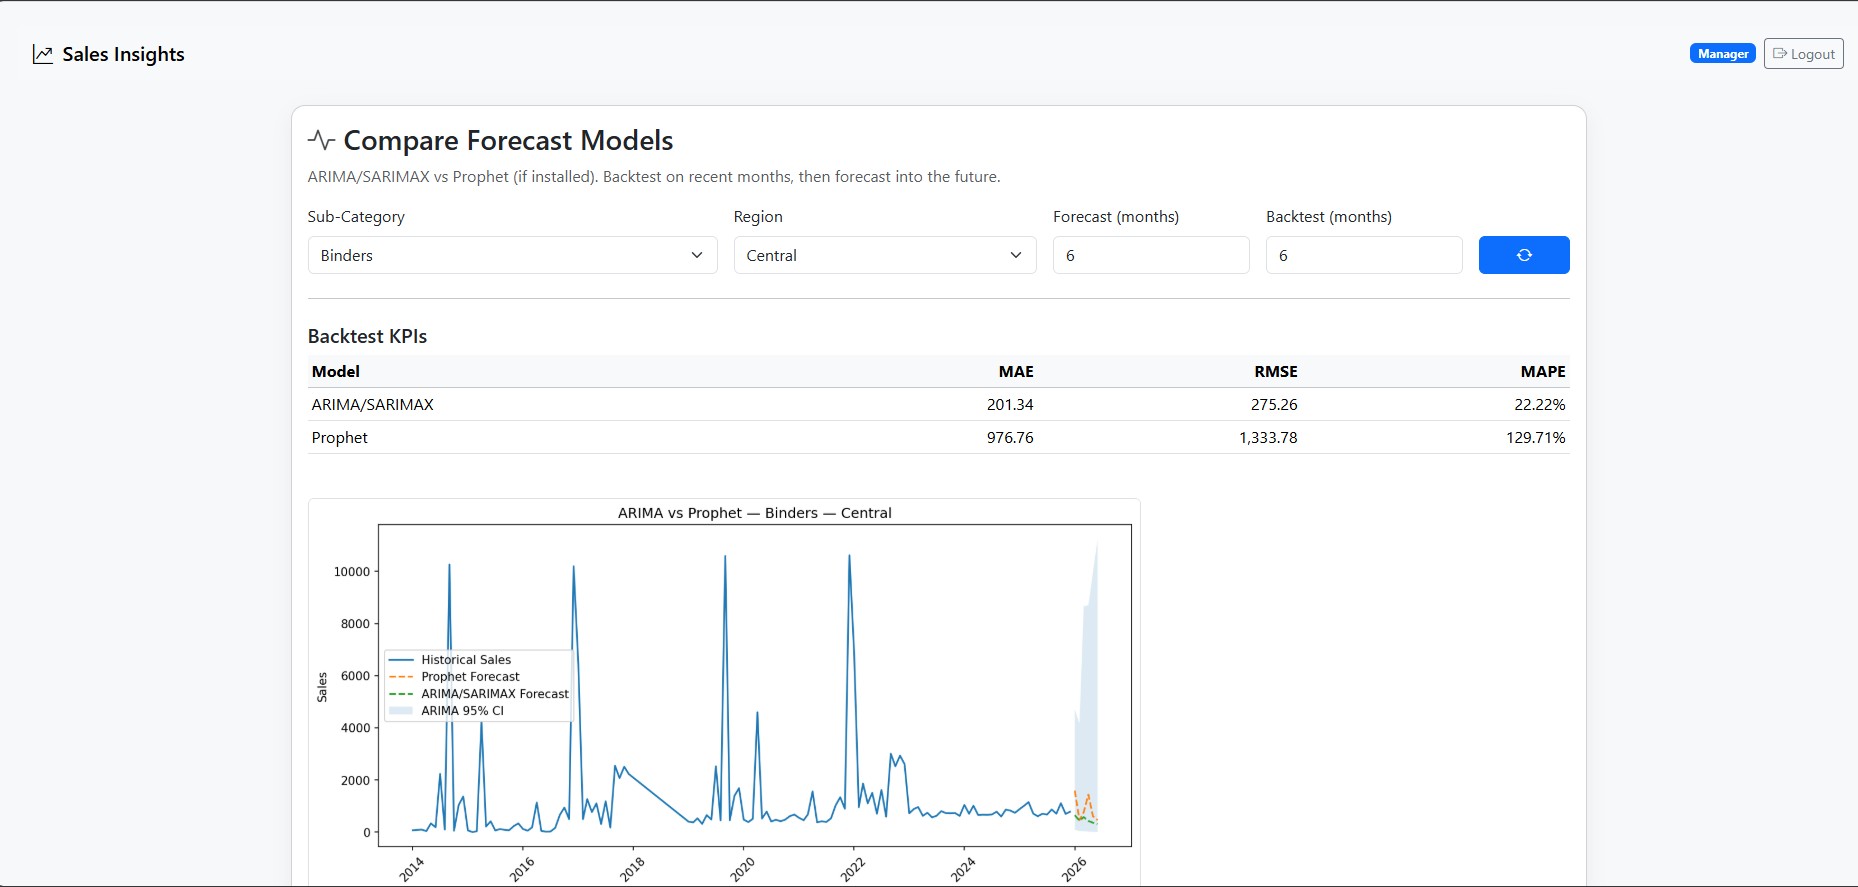 Sales Insights
Manager
Logout
Compare Forecast Models
ARIMA/SARIMAX vs Prophet (if installed). Backtest on recent months, then forecast into the future.
Sub-Category
Region
Forecast (months)
Backtest (months)
Binders
Central
6
6
Backtest KPIs
Model MAE RMSE MAPE
ARIMA/SARIMAX 201.34 275.26 22.22%
Prophet 976.76 1,333.78 129.71%
ARIMA vs Prophet — Binders — Central
10000
8000
6000
4000
2000
0
Sales
Historical Sales
Prophet Forecast
ARIMA/SARIMAX Forecast
ARIMA 95% CI
2014
2016
2018
2020
2022
2024
2026